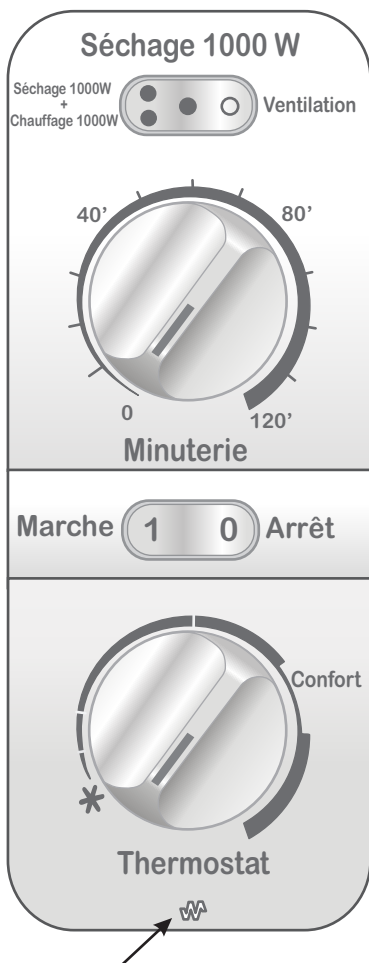 Séchage 1000 W
Séchage 1000W
+
Chauffage 1000W
Ventilation
40'
80'
0
120'
Minuterie
Marche
1
0
Arrêt
Confort
Thermostat